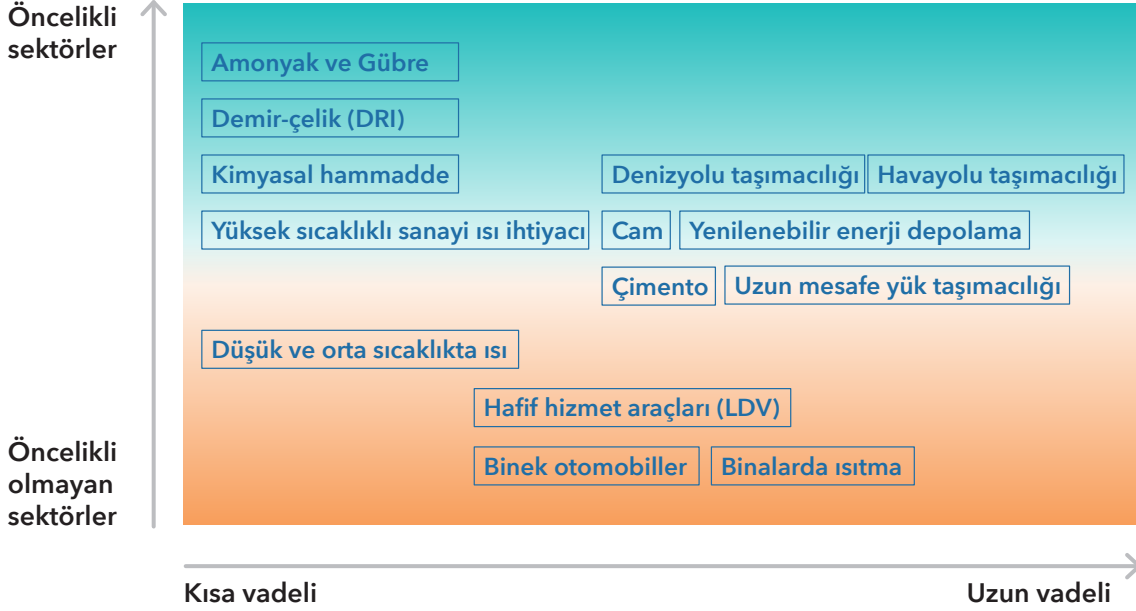 Öncelikli
sektörler
Amonyak ve Gübre
Demir-çelik (DRI)
Kimyasal hammadde
Denizyolu taşımacılığı
Havayolu taşımacılığı
Yüksek sıcaklıklı sanayi ısı ihtiyacı
Cam
Yenilenebilir enerji depolama
Çimento
Uzun mesafe yük taşımacılığı
Düşük ve orta sıcaklıkta ısı
Hafif hizmet araçları (LDV)
Binek otomobiller
Binalarda ısıtma
Öncelikli
olmayan
sektörler
Kısa vadeli
Uzun vadeli